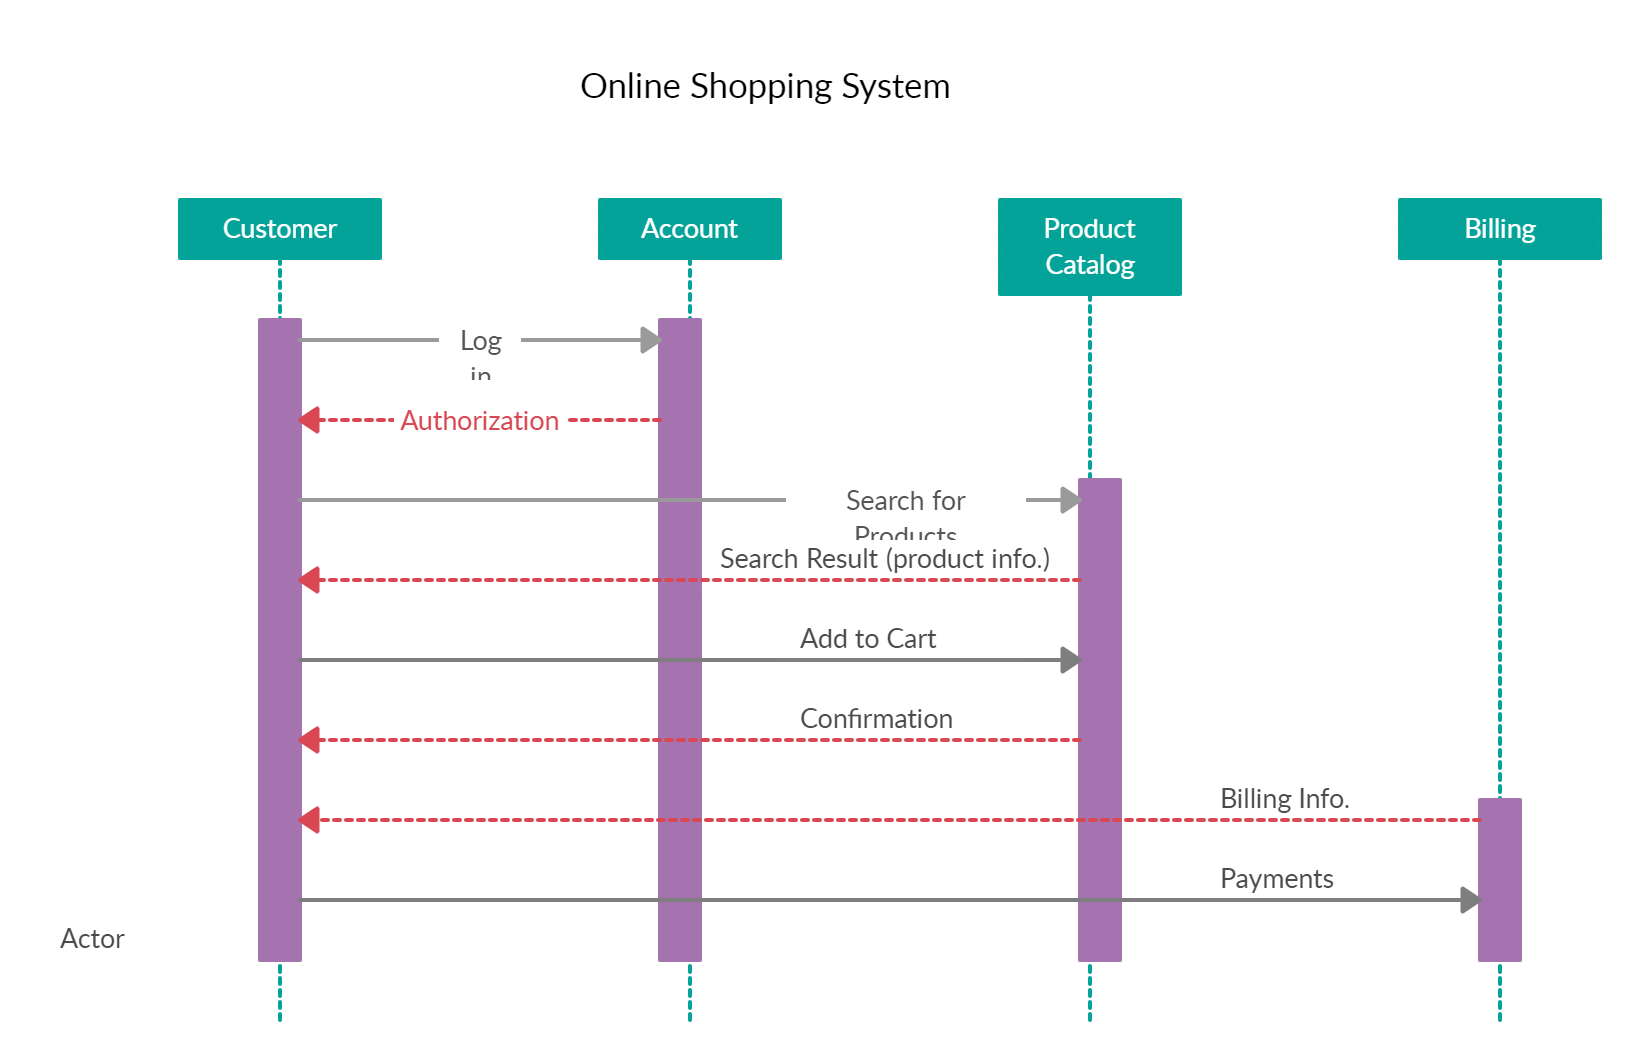 Online Shopping System
Customer
Account
Product
Catalog
Billing
Log
in
Authorization
Search for
Products
Search Result (product info.)
Add to Cart
Confirmation
Billing Info.
Payments
Actor